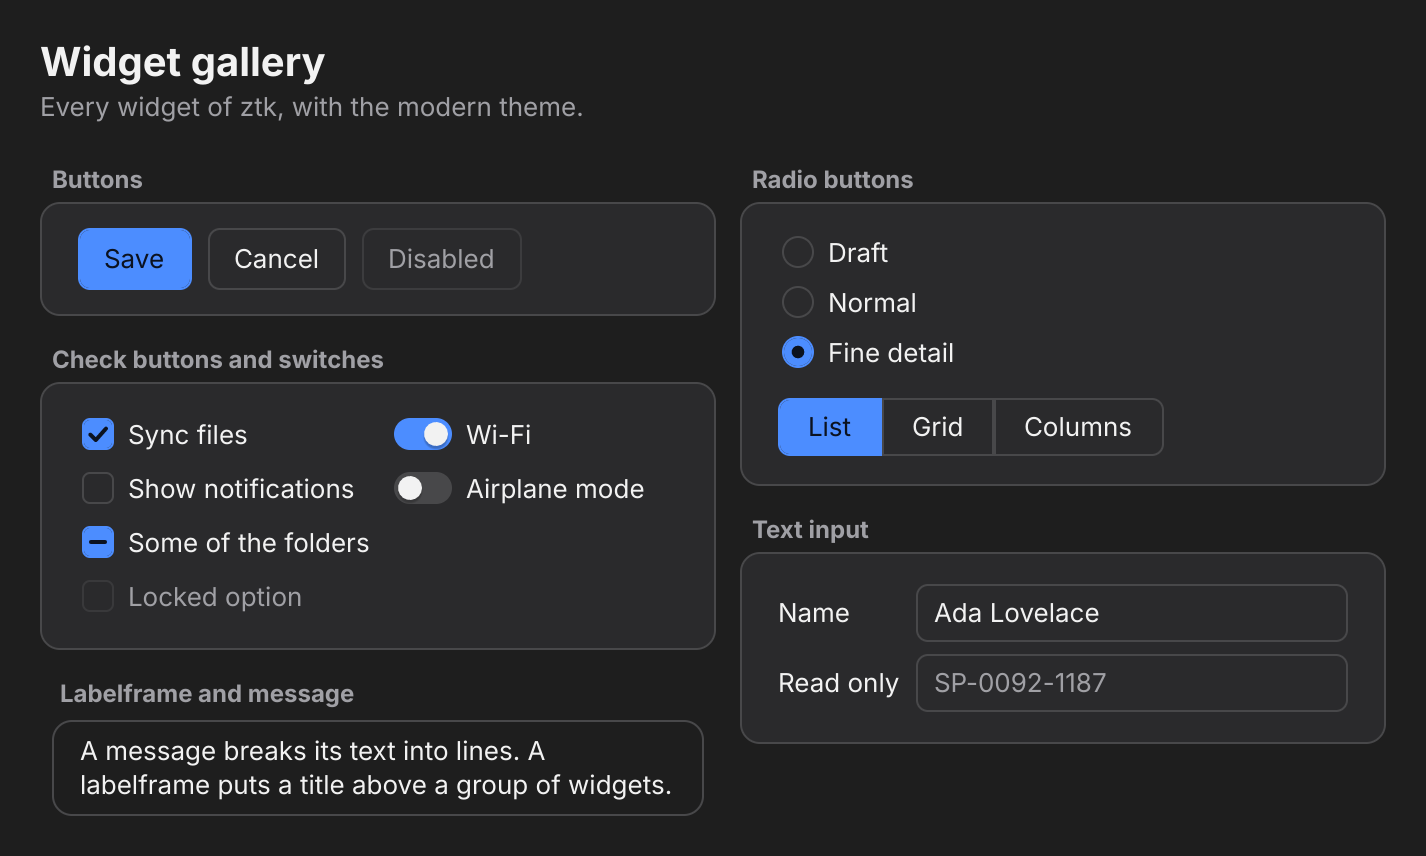 Widget gallery
Every widget of ztk, with the modern theme.
Buttons
Save
Cancel
Disabled
Check buttons and switches
Sync files
Wi-Fi
Show notifications
Airplane mode
Some of the folders
Locked option
Labelframe and message
A message breaks its text into lines. A
labelframe puts a title above a group of widgets.
Radio buttons
Draft
Normal
Fine detail
List
Grid
Columns
Text input
Name
Ada Lovelace
Read only
SP-0092-1187